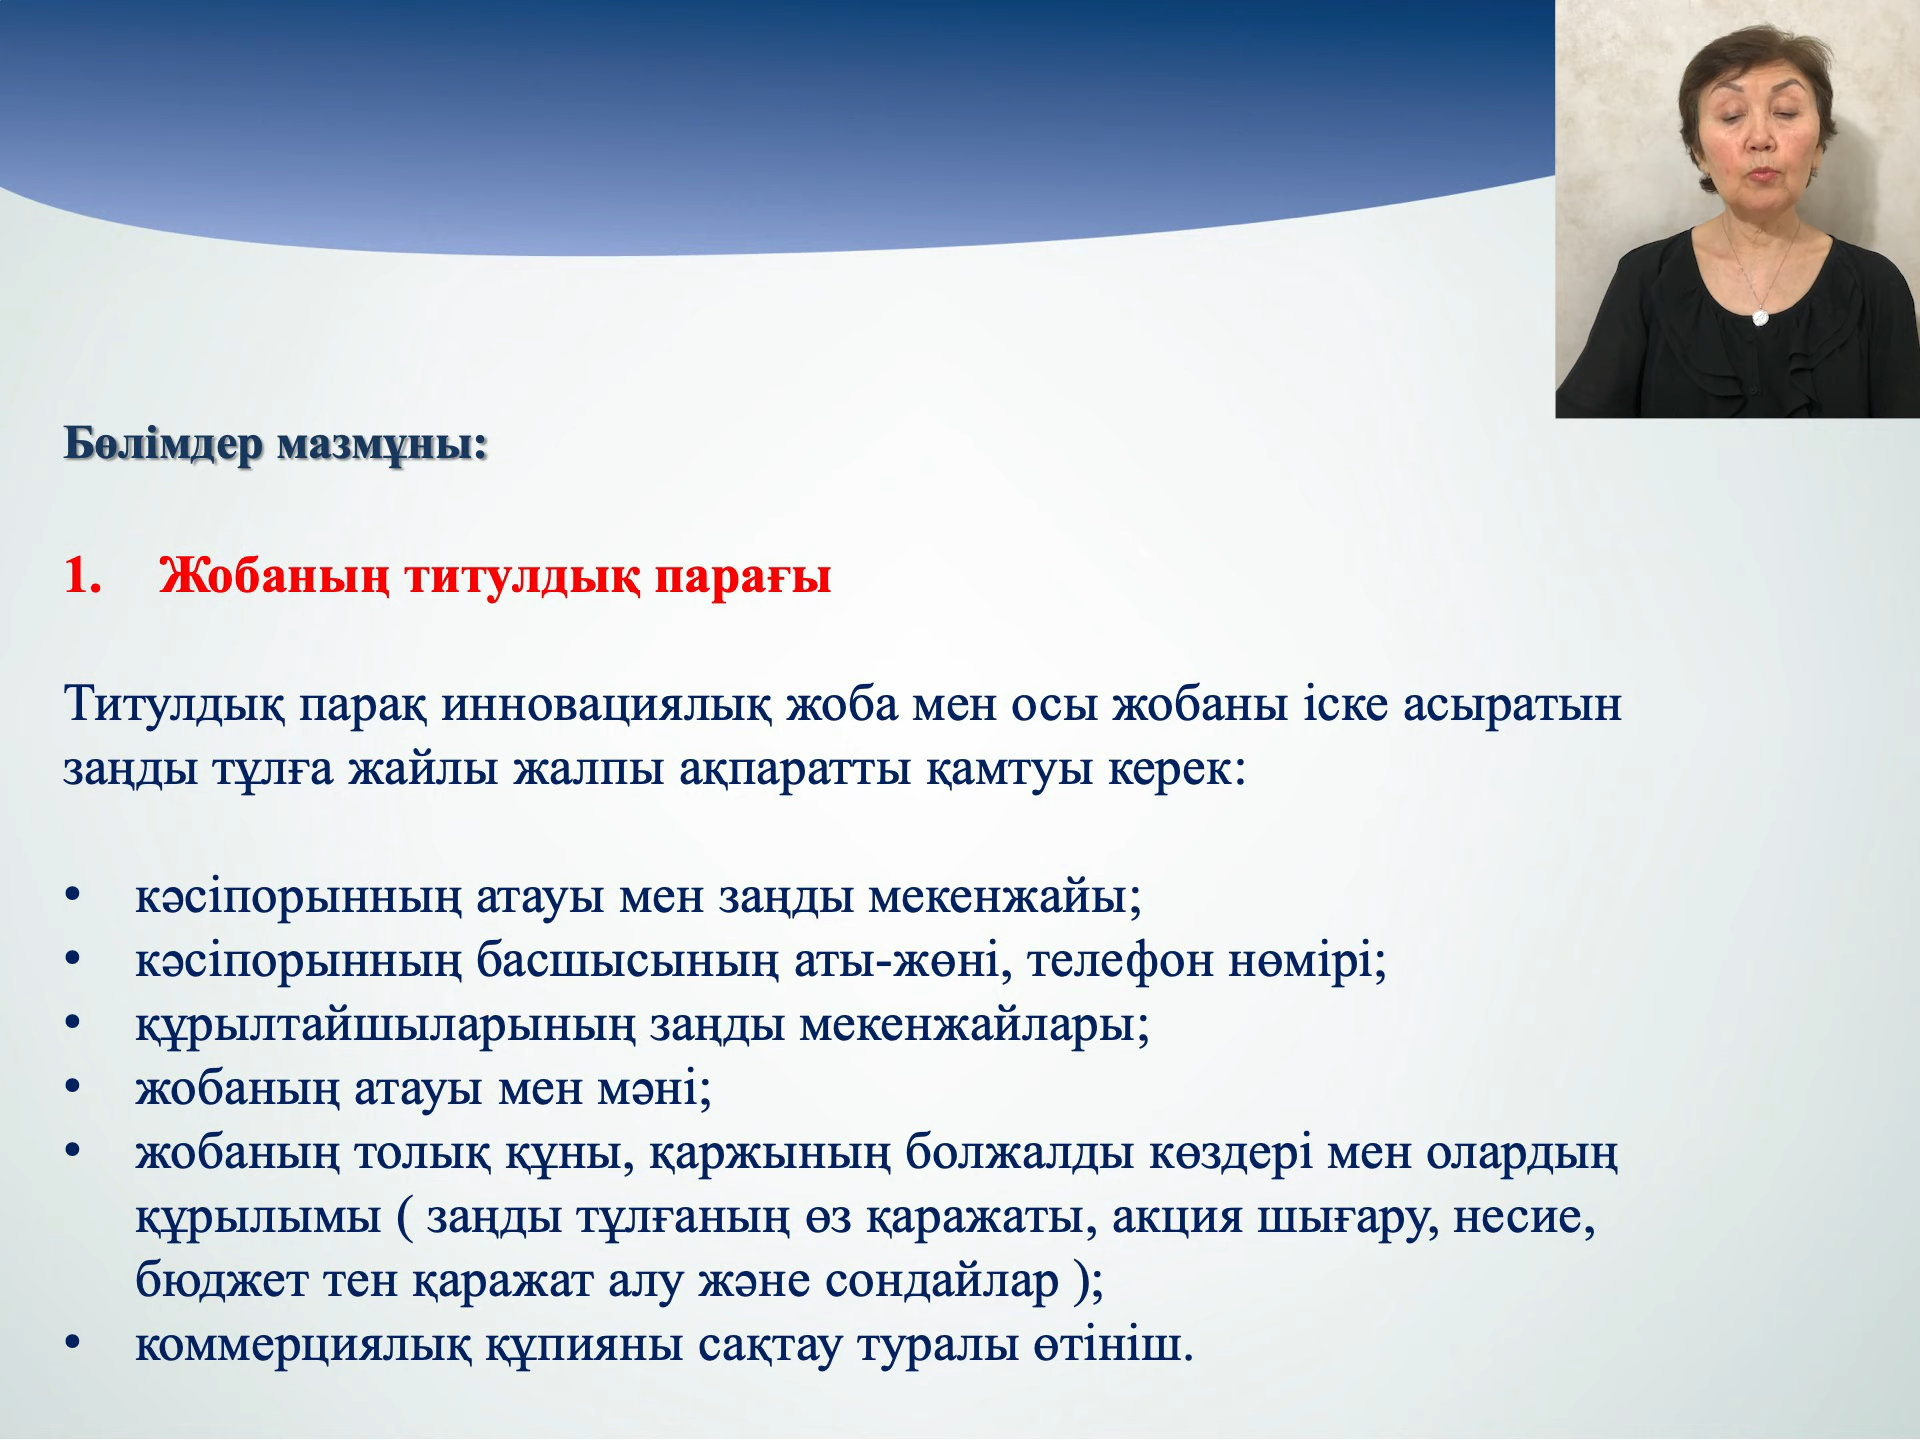 Бөлімдер мазмұны:
1. Жобаның титулдық парағы
Титулдық парақ инновациялық жоба мен осы жобаны іске асыратын
заңды тұлға жайлы жалпы ақпаратты қамтуы керек:
• кәсіпорынның атауы мен заңды мекенжайы;
• кәсіпорынның басшысының аты-жөні, телефон нөмірі;
• құрылтайшыларының заңды мекенжайлары;
• жобаның атауы мен мәні;
• жобаның толық құны, қаржының болжалды көздері мен олардың
құрылымы ( заңды тұлғаның өз қаражаты, акция шығару, несие,
бюджет тен қаражат алу және сондайлар );
• коммерциялық құпияны сақтау туралы өтініш.